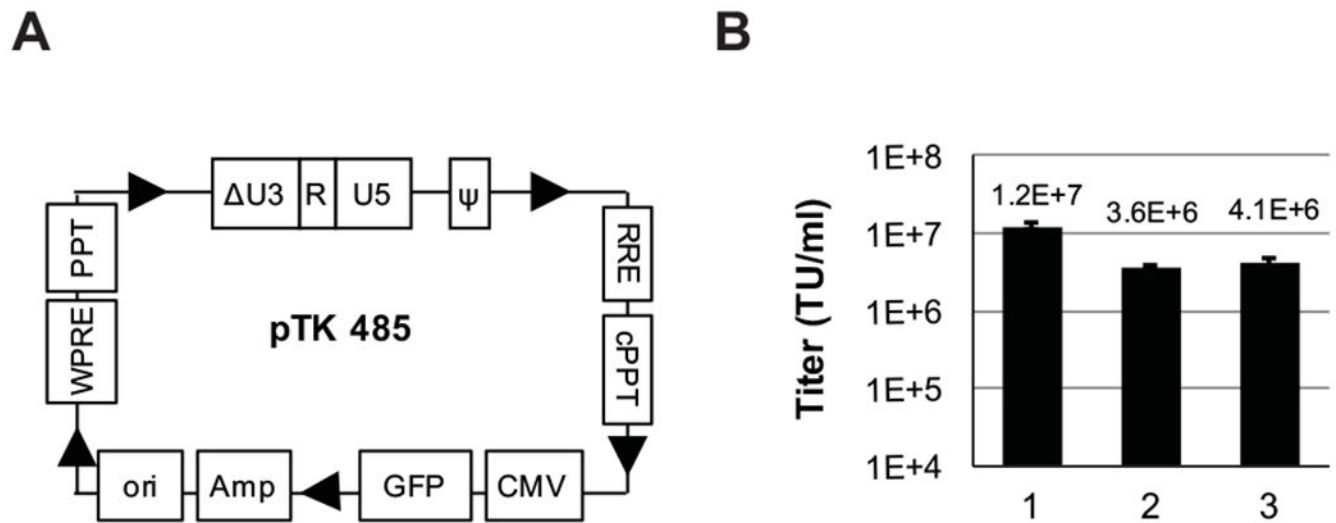 A
ΔU3 R U5 ψ
PPT
WPRE
RRE
cPPT
pTK 485
ori Amp GFP CMV
B
Titer (TU/ml)
1E+8
1E+7
1E+6
1E+5
1E+4
1.2E+7
3.6E+6
4.1E+6
1 2 3